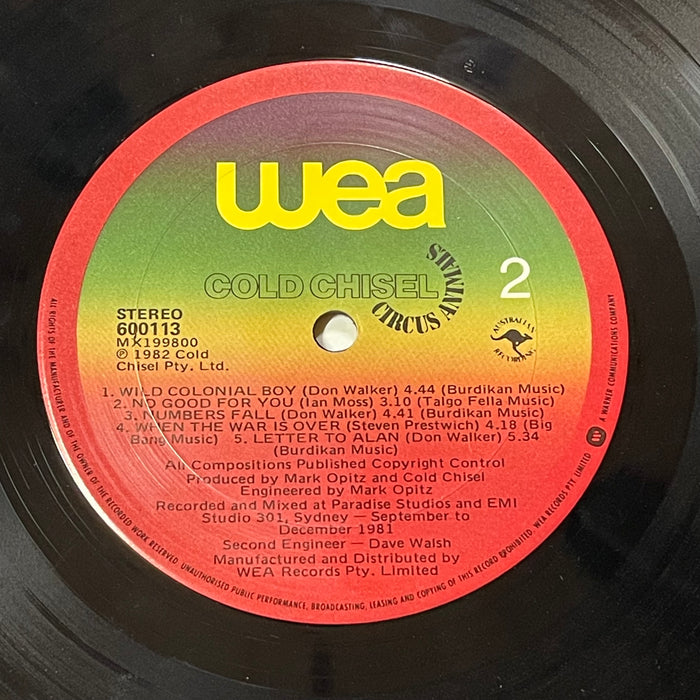 wea
COLD CHISEL
CIRCUS ANIMALS
2
STEREO
600113
MX199800
℗ 1982 Cold
Chisel Pty. Ltd.
AUSTRALIAN
RECORDING
1. WILD COLONIAL BOY (Don Walker) 4.44 (Burdikan Music)
2. NO GOOD FOR YOU (Ian Moss) 3.10 (Talgo Fella Music)
3. NUMBERS FALL (Don Walker) 4.41 (Burdikan Music)
4. WHEN THE WAR IS OVER (Steven Prestwich) 4.18 (Big
Bang Music) 5. LETTER TO ALAN (Don Walker) 5.34
(Burdikan Music)
All Compositions Published Copyright Control
Produced by Mark Opitz and Cold Chisel
Engineered by Mark Opitz
Recorded and Mixed at Paradise Studios and EMI
Studio 301, Sydney — September to
December 1981
Second Engineer — Dave Walsh
Manufactured and Distributed by
WEA Records Pty. Limited
ALL RIGHTS OF THE MANUFACTURER AND OF THE OWNER OF THE RECORDED WORK RESERVED. UNAUTHORISED PUBLIC PERFORMANCE, BROADCASTING, LEASING AND COPYING OF THIS RECORD PROHIBITED. WEA RECORDS PTY. LIMITED
A WARNER COMMUNICATIONS COMPANY